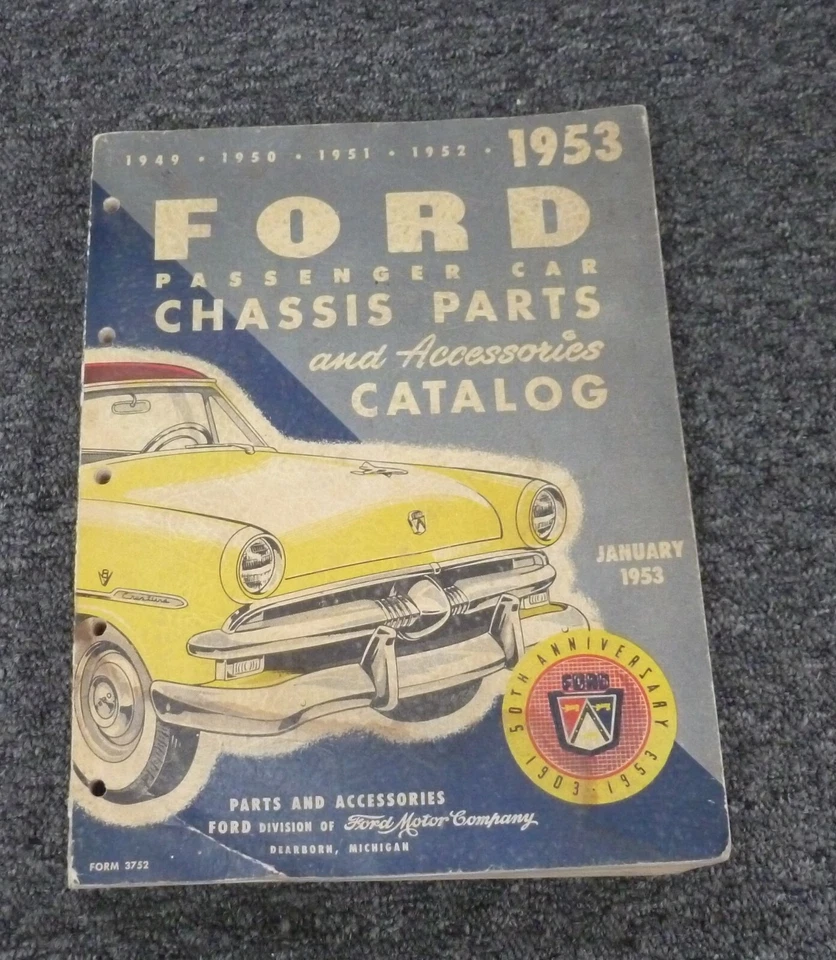 1949 • 1950 • 1951 • 1952 • 1953
FORD
PASSENGER CAR
CHASSIS PARTS
and Accessories
CATALOG
JANUARY
1953
V8
50TH ANNIVERSARY
FORD
1903 - 1953
PARTS AND ACCESSORIES
FORD DIVISION OF Ford Motor Company
DEARBORN, MICHIGAN
FORM 3752